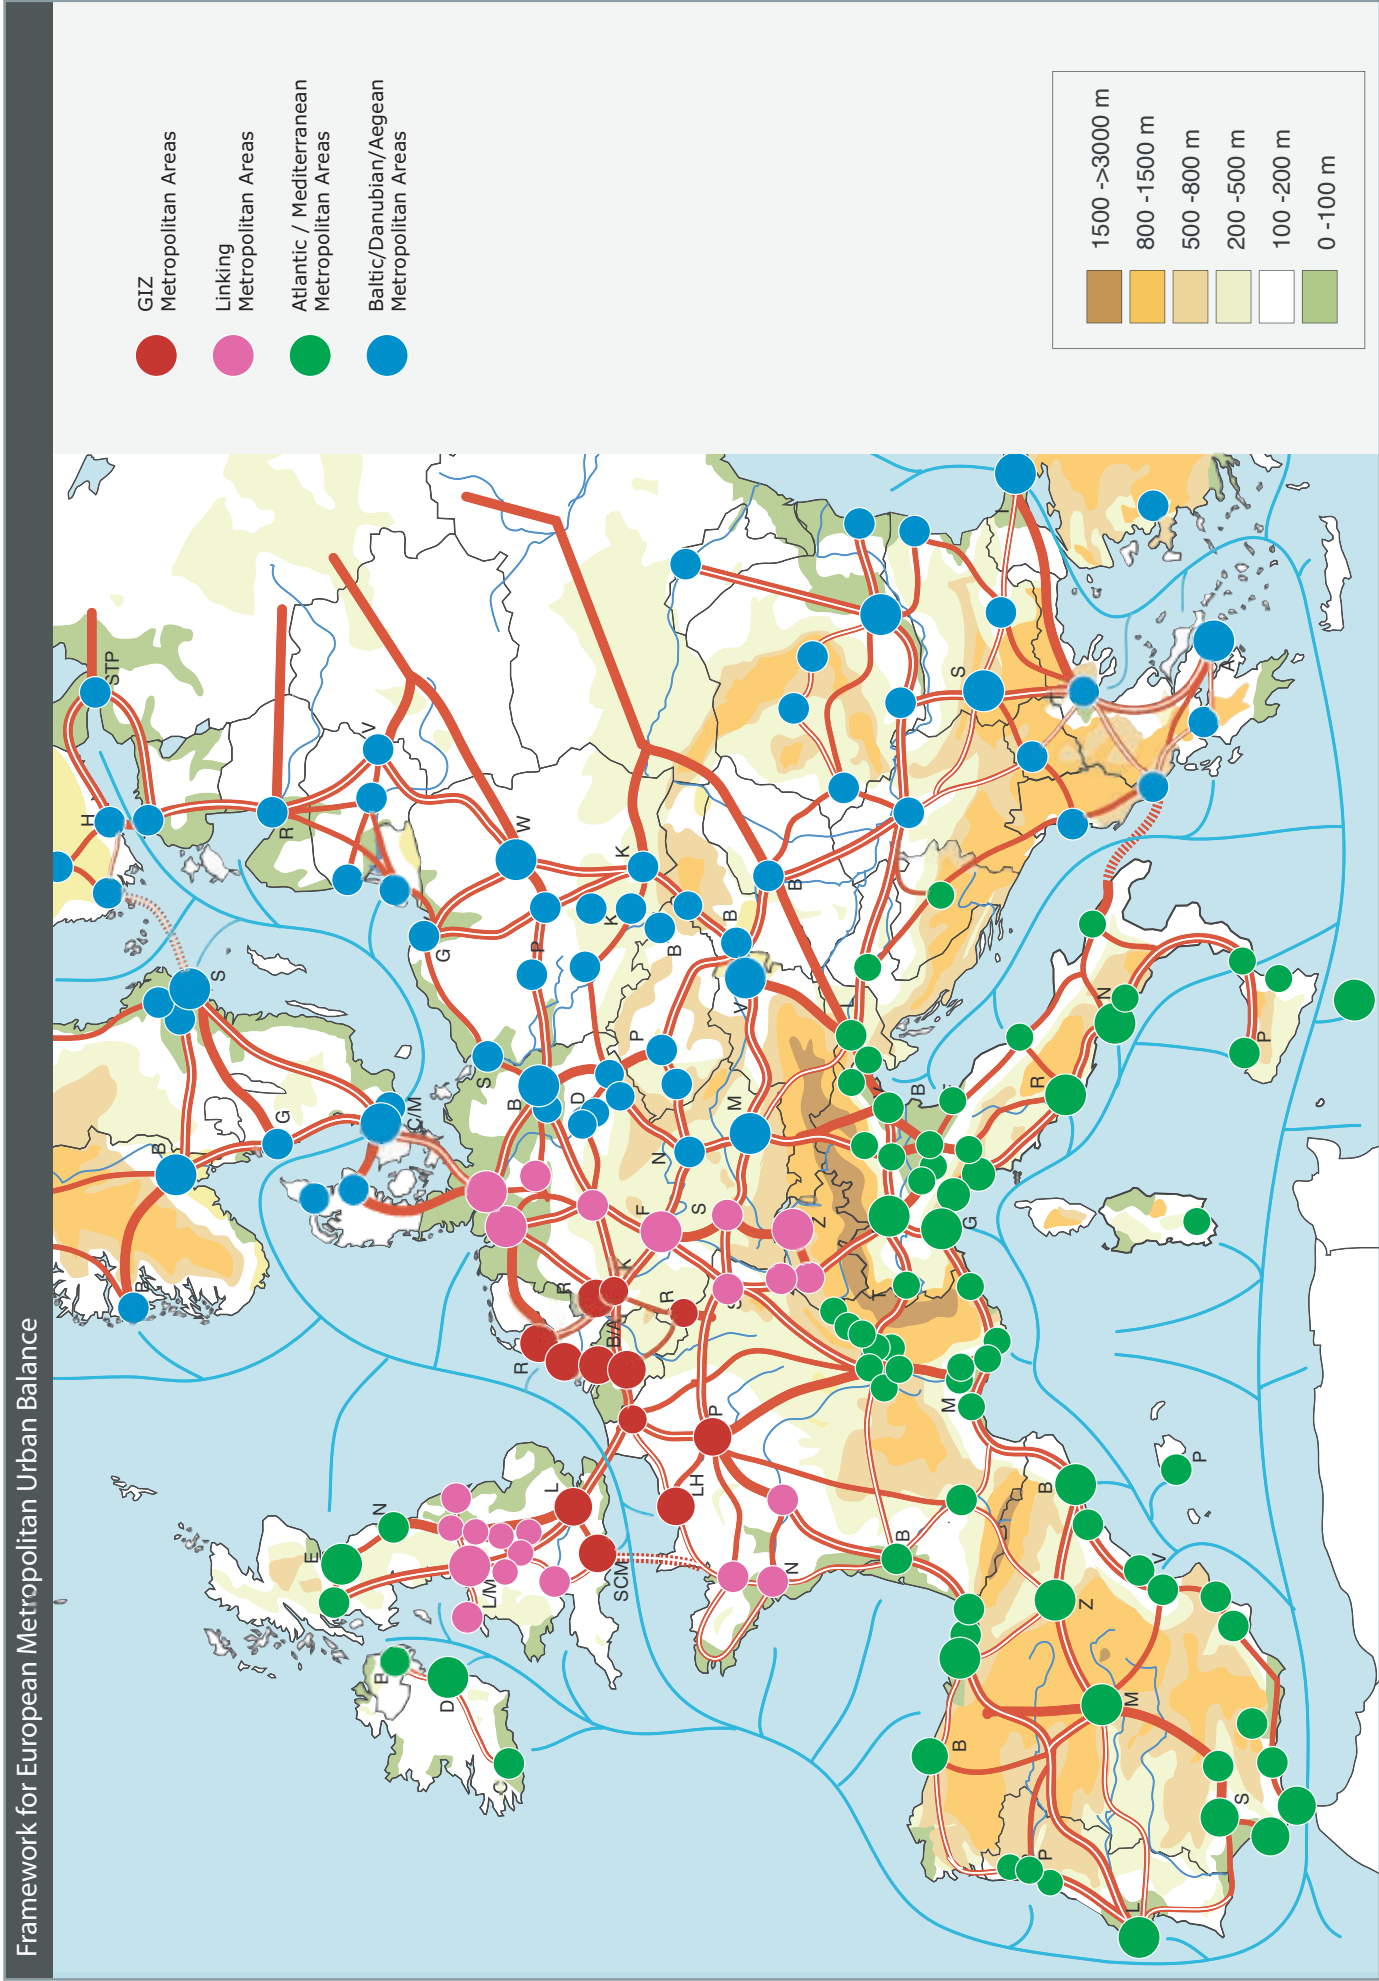 Framework for European Metropolitan Urban Balance
GIZ
Metropolitan Areas
Linking
Metropolitan Areas
Atlantic / Mediterranean
Metropolitan Areas
Baltic/Danubian/Aegean
Metropolitan Areas
1500 ->3000 m
800 -1500 m
500 -800 m
200 -500 m
100 -200 m
0 -100 m
STP
H
R
V
W
K
G
P
K
B
B
B
S
S
B
G
C/M
S
B
D
P
N
M
V
L
F
S
Z
R
K
R
B/A
R
P
LH
L
SCM
L/M
N
E
B
D
C
N
B
B
Z
M
B
P
L
S
V
B
P
M
T
G
B
F
R
N
P
S
I
T
A